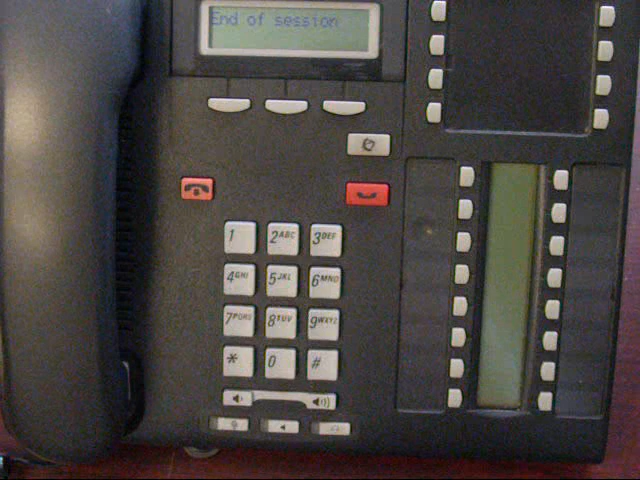 End of session
1 2ABC 3DEF
4GHI 5JKL 6MNO
7PQRS 8TUV 9WXYZ
* 0 #